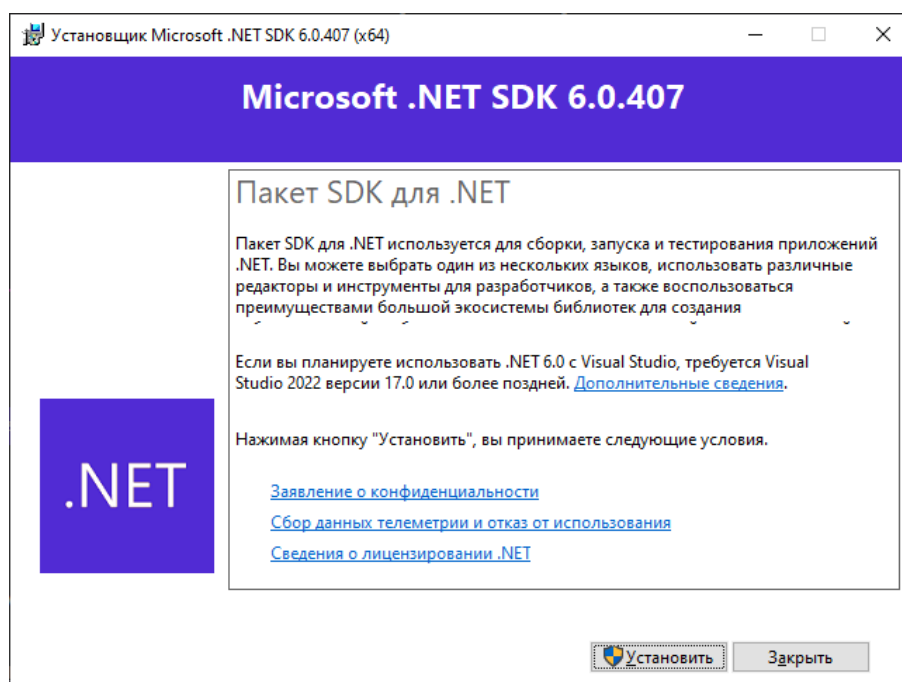 Установщик Microsoft .NET SDK 6.0.407 (x64)
Microsoft .NET SDK 6.0.407
Пакет SDK для .NET
Пакет SDK для .NET используется для сборки, запуска и тестирования приложений
.NET. Вы можете выбрать один из нескольких языков, использовать различные
редакторы и инструменты для разработчиков, а также воспользоваться
преимуществами большой экосистемы библиотек для создания
Если вы планируете использовать .NET 6.0 с Visual Studio, требуется Visual
Studio 2022 версии 17.0 или более поздней. Дополнительные сведения.
Нажимая кнопку "Установить", вы принимаете следующие условия.
.NET
Заявление о конфиденциальности
Сбор данных телеметрии и отказ от использования
Сведения о лицензировании .NET
Установить
Закрыть